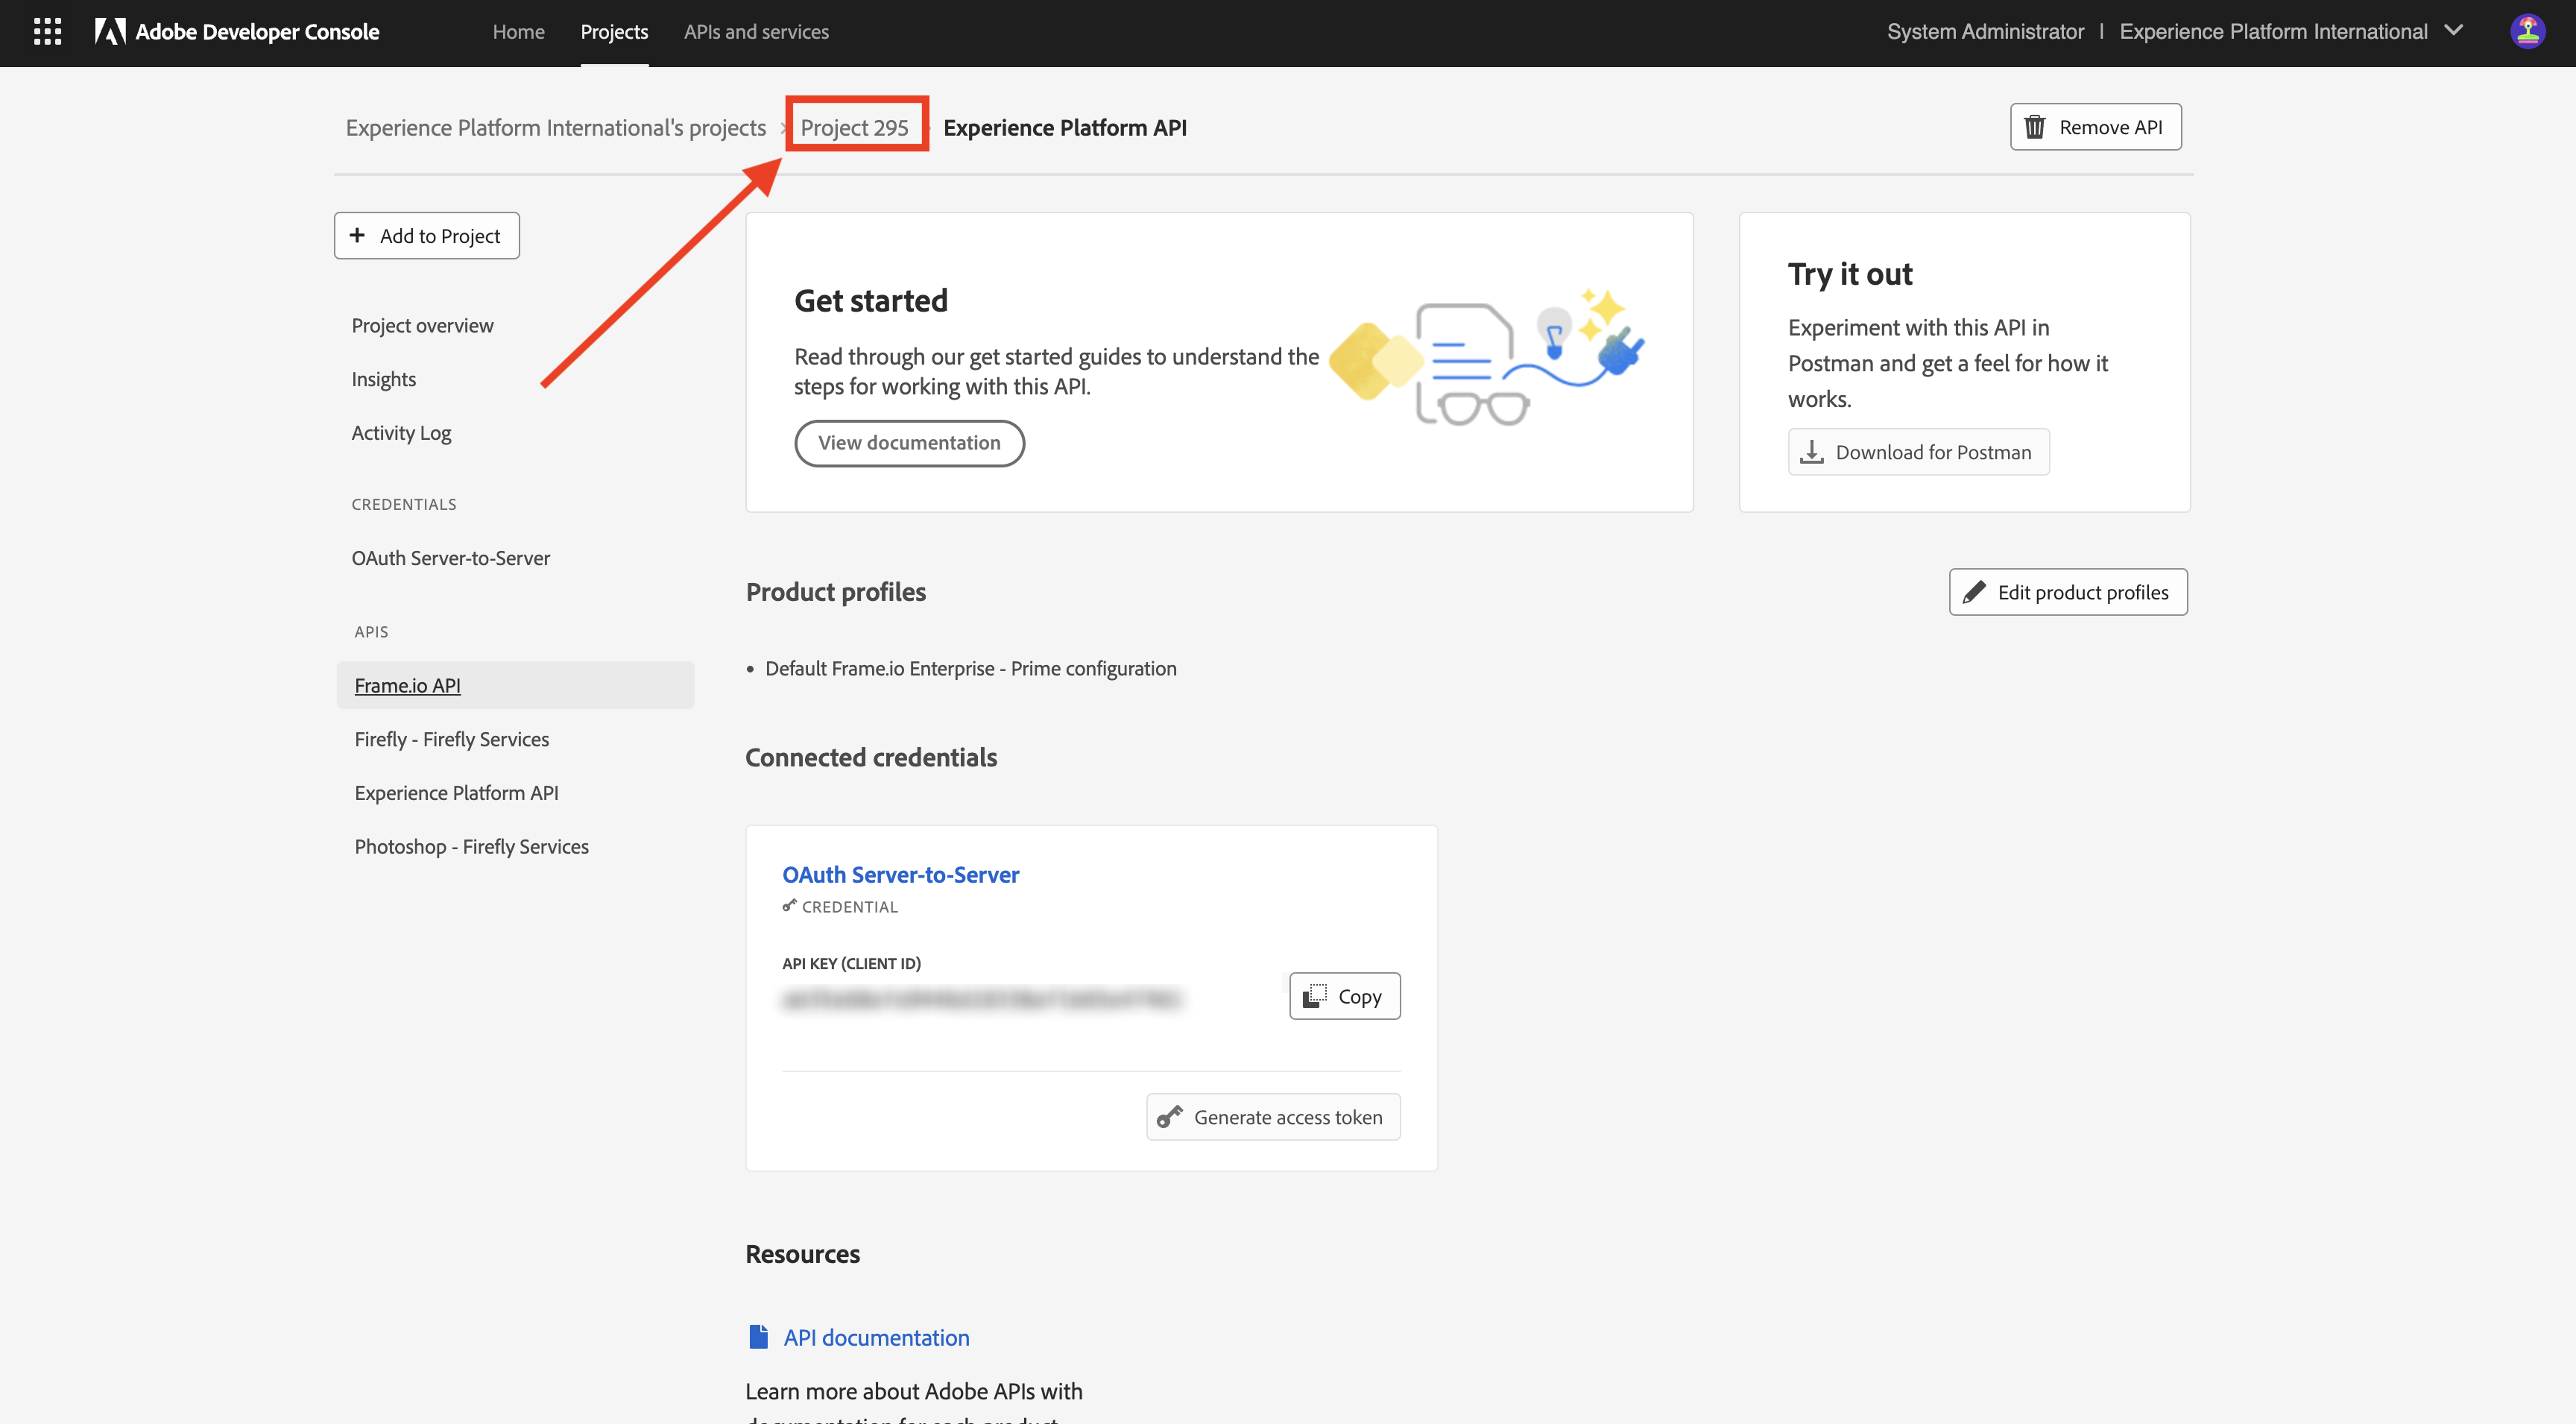 Adobe Developer Console
Home
Projects
APIs and services
System Administrator | Experience Platform International
Experience Platform International's projects
Project 295
Experience Platform API
Remove API
Add to Project
Project overview
Insights
Activity Log
CREDENTIALS
OAuth Server-to-Server
APIS
Frame.io API
Firefly - Firefly Services
Experience Platform API
Photoshop - Firefly Services
Get started
Read through our get started guides to understand the
steps for working with this API.
View documentation
Try it out
Experiment with this API in
Postman and get a feel for how it
works.
Download for Postman
Product profiles
Edit product profiles
• Default Frame.io Enterprise - Prime configuration
Connected credentials
OAuth Server-to-Server
CREDENTIAL
API KEY (CLIENT ID)
Copy
Generate access token
Resources
API documentation
Learn more about Adobe APIs with